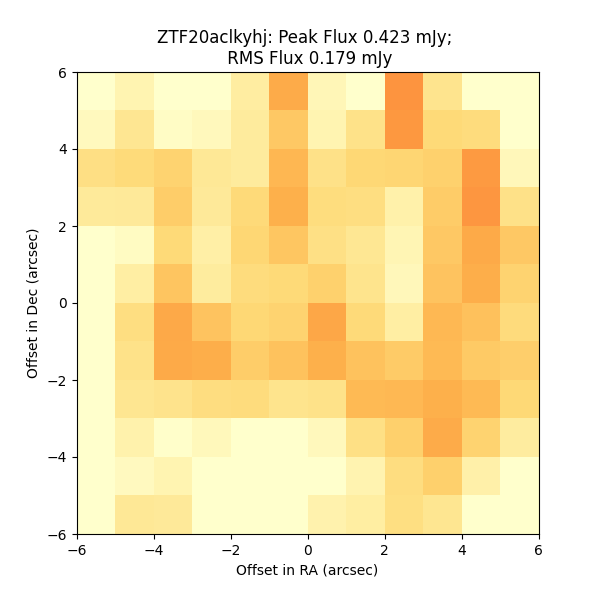 ZTF20aclkyhj: Peak Flux 0.423 mJy;
RMS Flux 0.179 mJy
6
4
2
0
−2
−4
−6
Offset in Dec (arcsec)
−6 −4 −2 0 2 4 6
Offset in RA (arcsec)